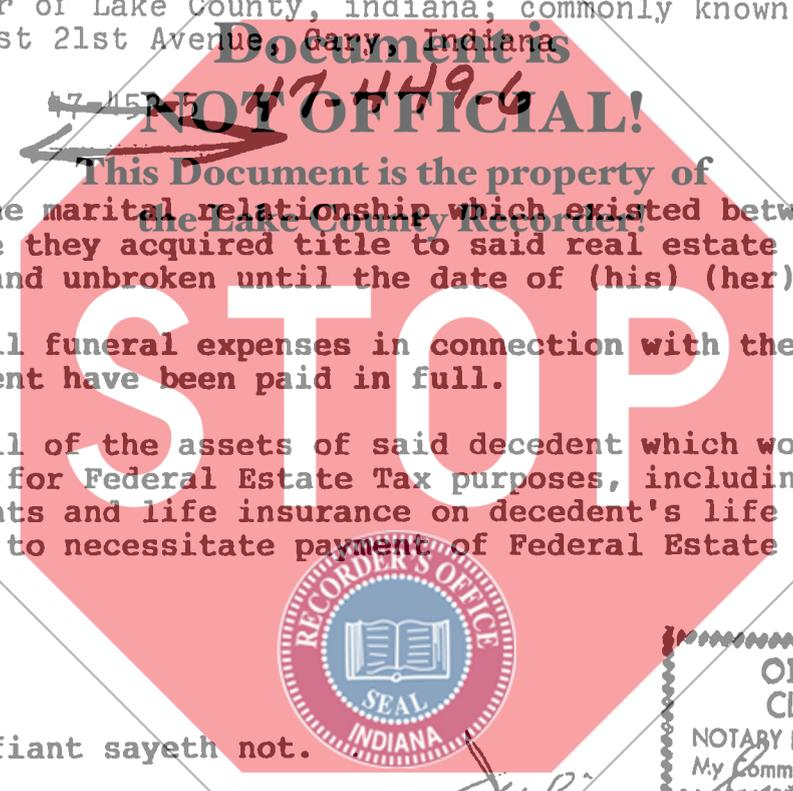 r of Lake County, Indiana; commonly known
st 21st Avenue, Gary, Indiana
Document is
47-449-6
NOT OFFICIAL!
This Document is the property of
the Lake County Recorder!
e marital relationship which existed betw
e they acquired title to said real estate
nd unbroken until the date of (his) (her)
STOP
l funeral expenses in connection with the
ent have been paid in full.
l of the assets of said decedent which wo
for Federal Estate Tax purposes, includin
ts and life insurance on decedent's life
to necessitate payment of Federal Estate
RECORDER'S OFFICE
SEAL
INDIANA
fiant sayeth not.
NOTARY
My Comm